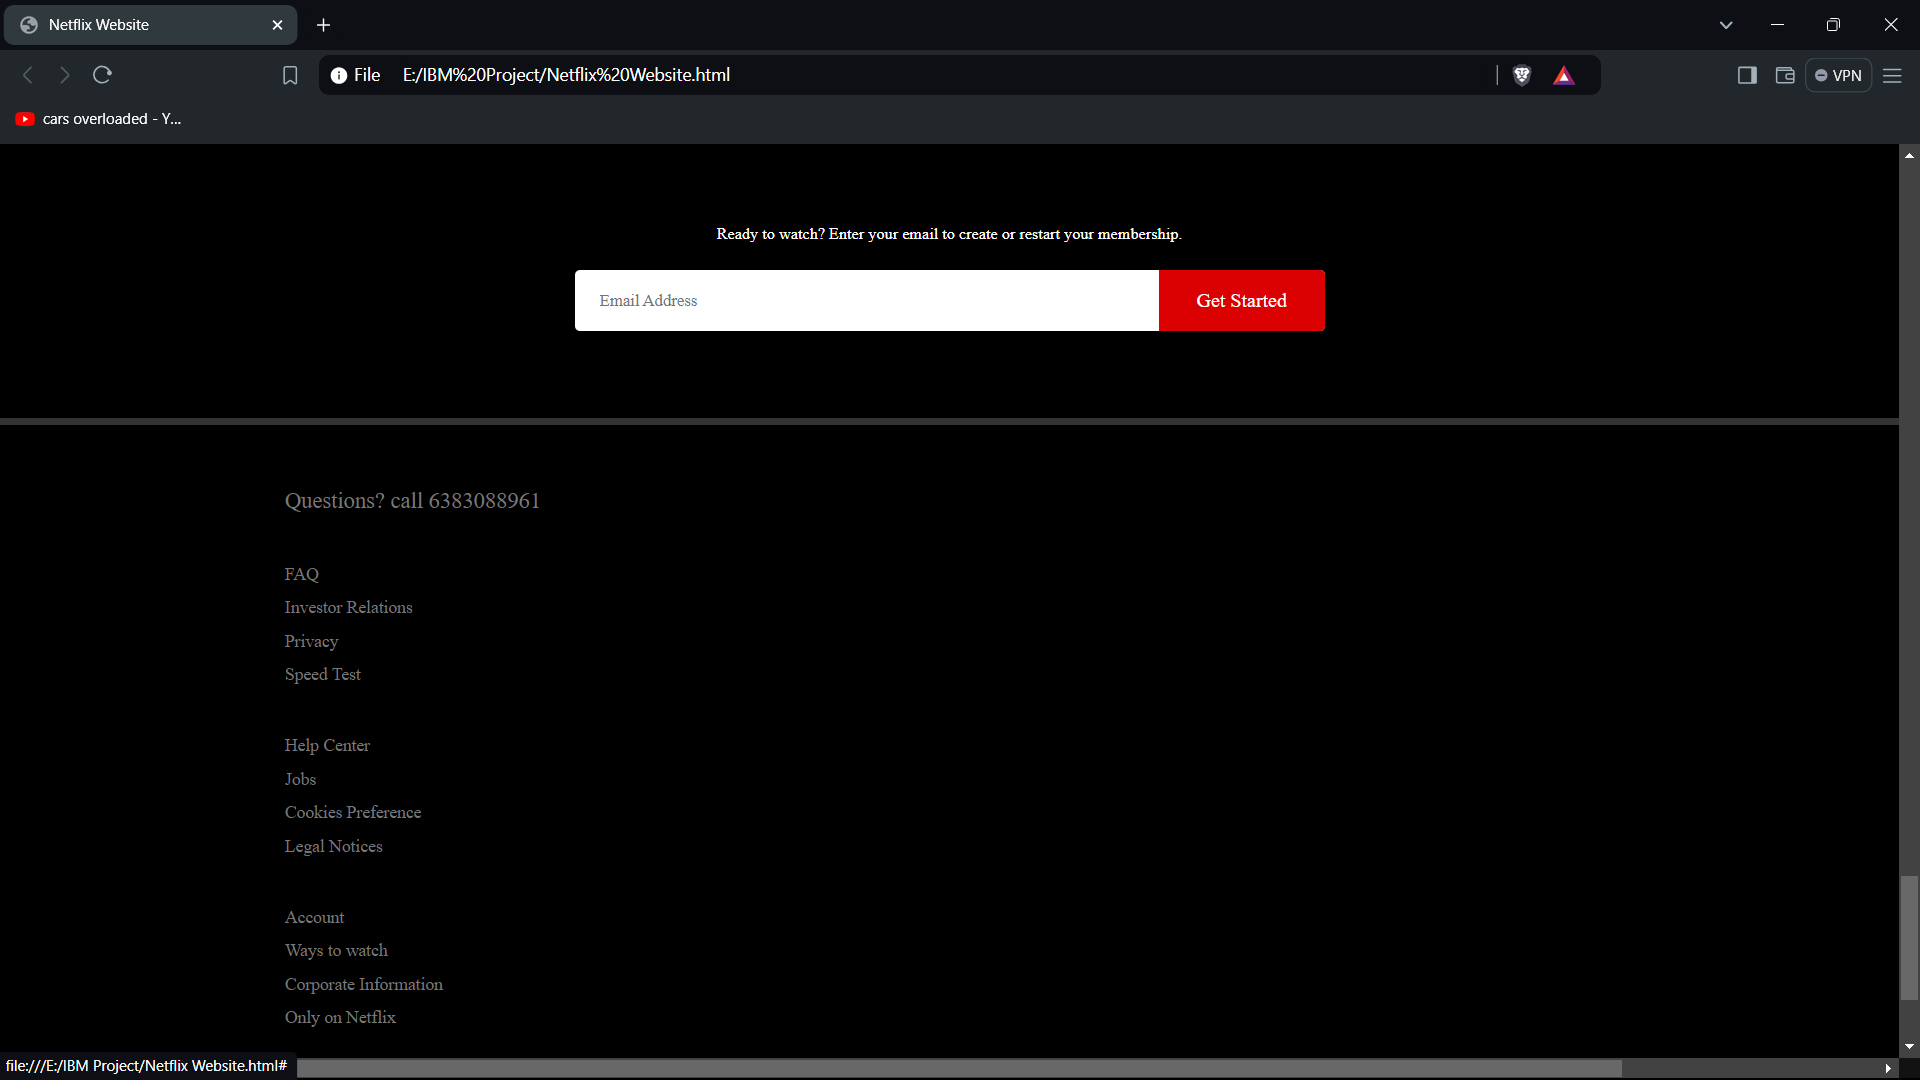 Netflix Website
File E:/IBM%20Project/Netflix%20Website.html
VPN
cars overloaded - Y...
Ready to watch? Enter your email to create or restart your membership.
Email Address
Get Started
Questions? call 6383088961
FAQ
Investor Relations
Privacy
Speed Test
Help Center
Jobs
Cookies Preference
Legal Notices
Account
Ways to watch
Corporate Information
Only on Netflix
file:///E:/IBM Project/Netflix Website.html#